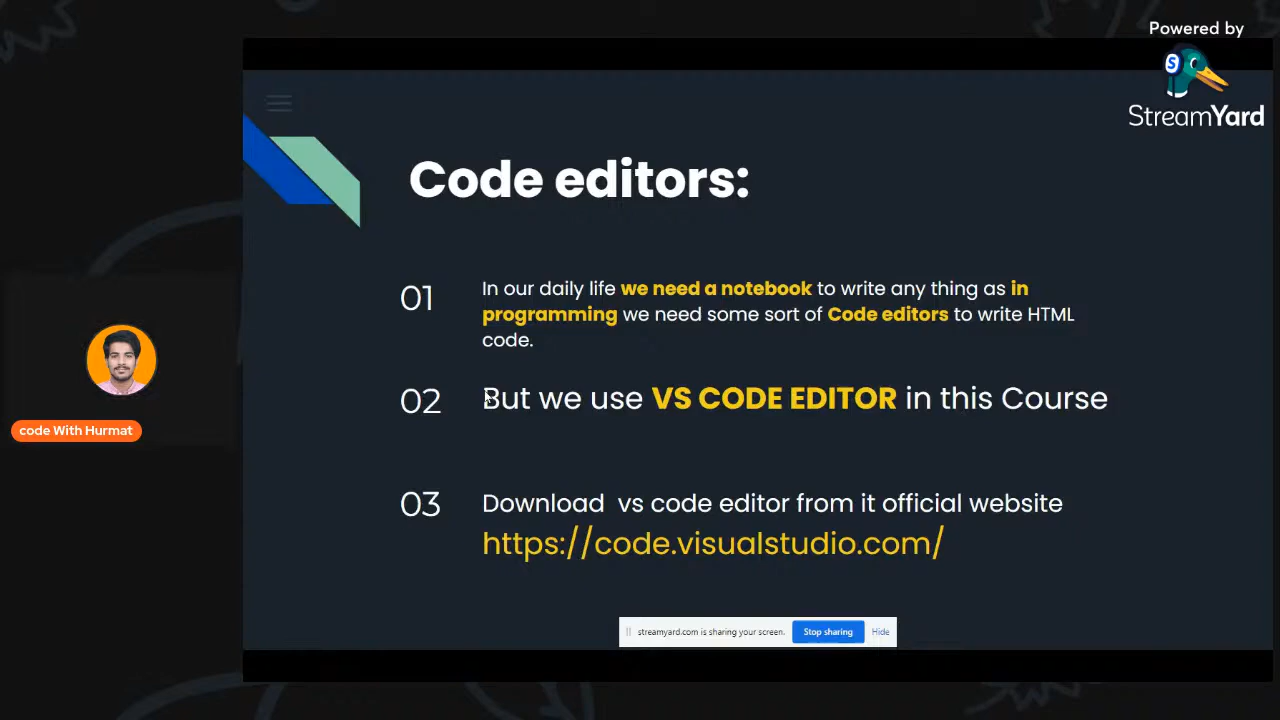 Powered by
S
StreamYard
Code editors:
01
In our daily life we need a notebook to write any thing as in
programming we need some sort of Code editors to write HTML
code.
02
But we use VS CODE EDITOR in this Course
code With Hurmat
03
Download vs code editor from it official website
https://code.visualstudio.com/
streamyard.com is sharing your screen.
Stop sharing
Hide